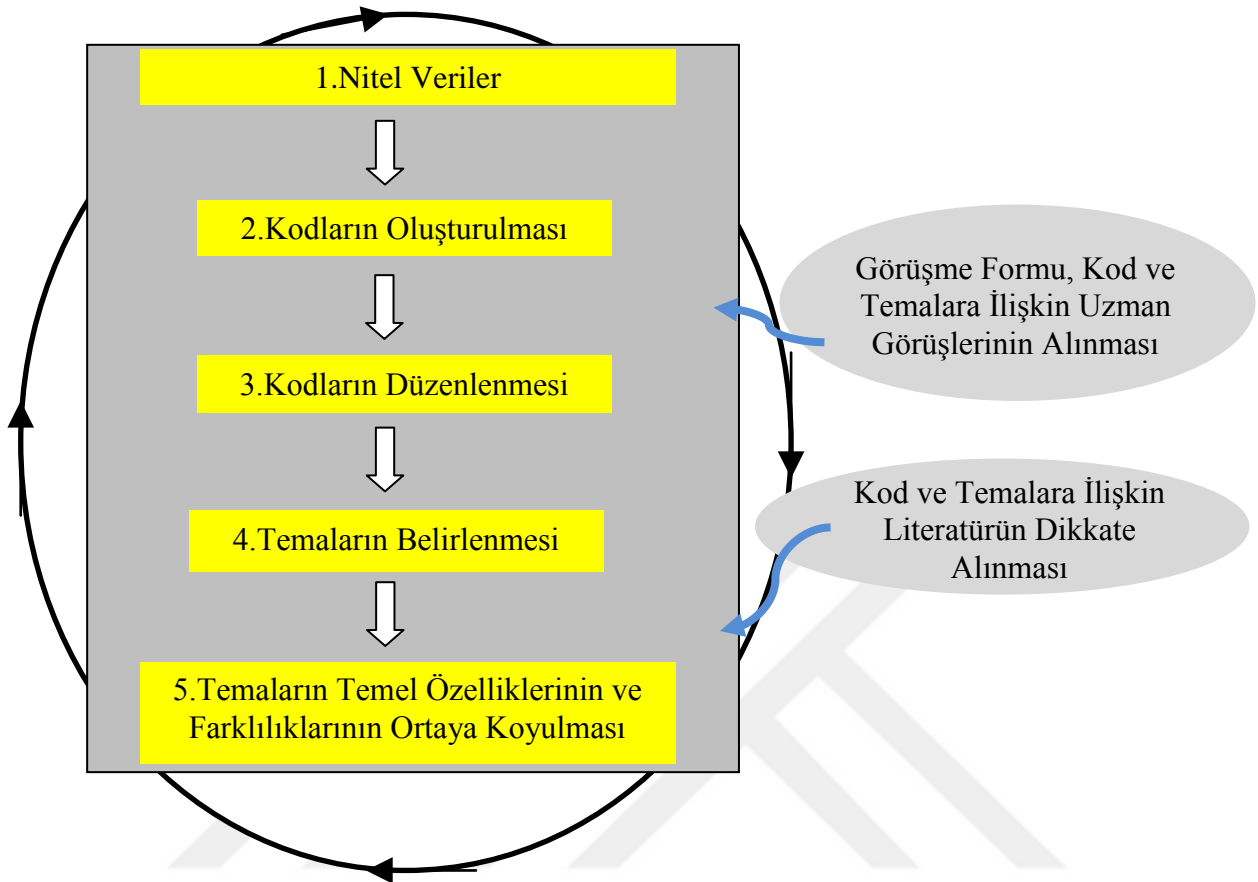 1.Nitel Veriler
2.Kodların Oluşturulması
3.Kodların Düzenlenmesi
4.Temaların Belirlenmesi
5.Temaların Temel Özelliklerinin ve
Farklılıklarının Ortaya Koyulması
Görüşme Formu, Kod ve
Temalara İlişkin Uzman
Görüşlerinin Alınması
Kod ve Temalara İlişkin
Literatürün Dikkate
Alınması